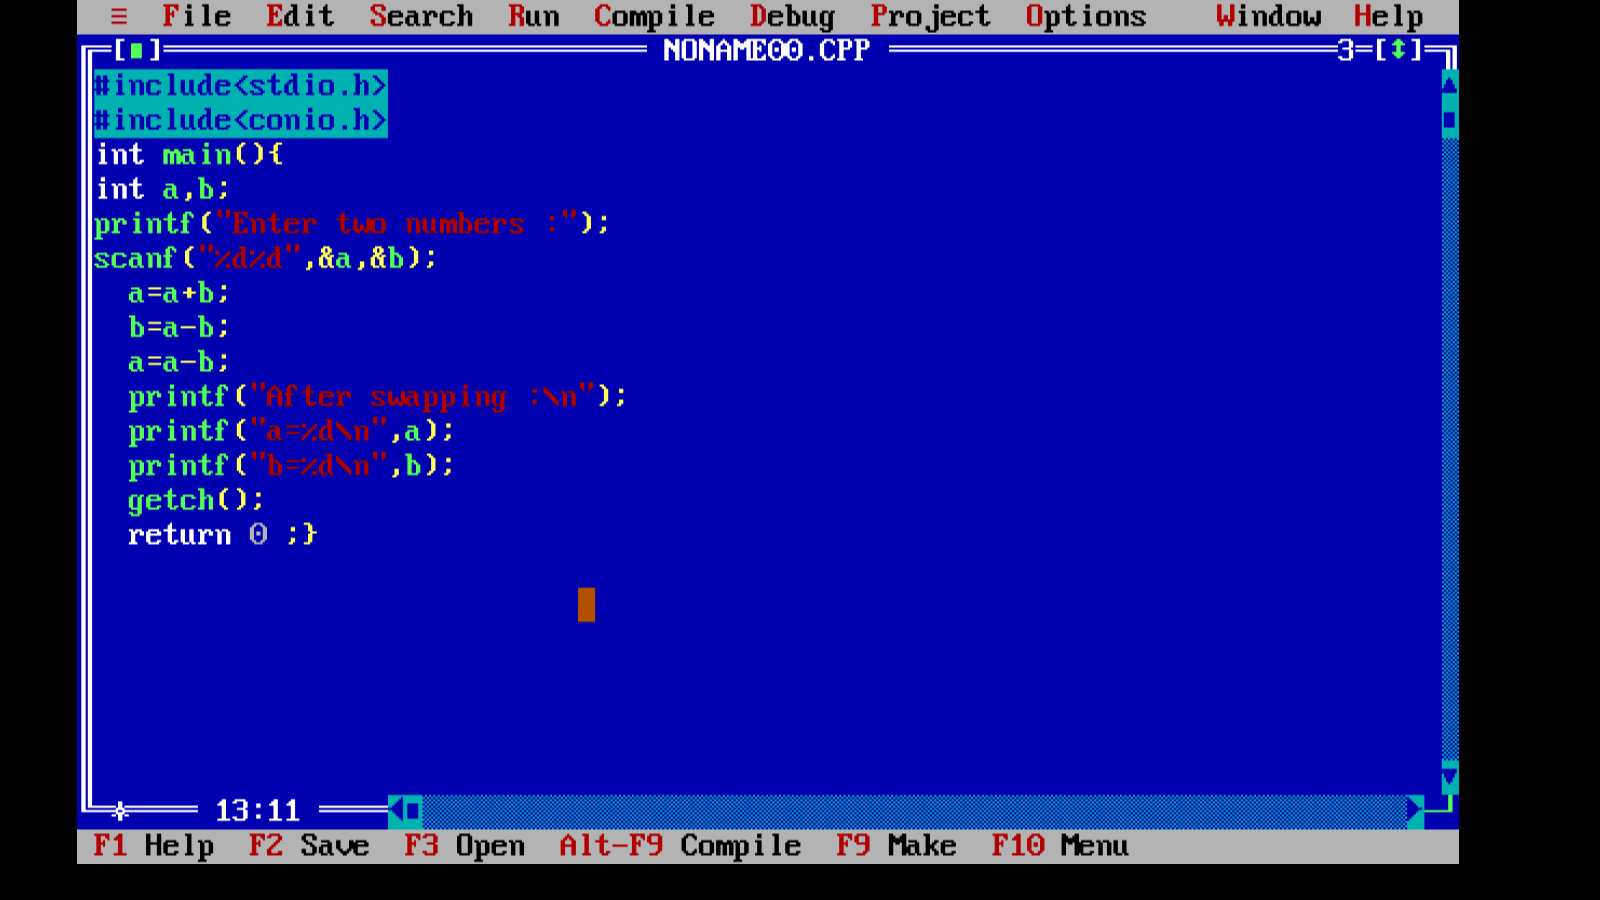 ≡ File Edit Search Run Compile Debug Project Options Window Help
[■] NONAME00.CPP 3=[↕]
#include<stdio.h>
#include<conio.h>
int main(){
int a,b;
printf("Enter two numbers :");
scanf("%d%d",&a,&b);
a=a+b;
b=a-b;
a=a-b;
printf("After swapping :\n");
printf("a=%d\n",a);
printf("b=%d\n",b);
getch();
return 0 ;}
13:11
F1 Help F2 Save F3 Open Alt-F9 Compile F9 Make F10 Menu